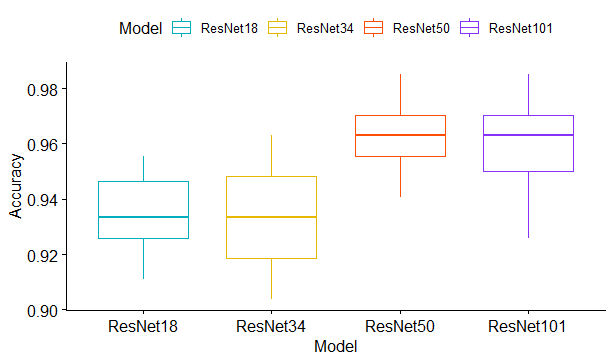 Model ResNet18 ResNet34 ResNet50 ResNet101
Accuracy
0.98
0.96
0.94
0.92
0.90
ResNet18 ResNet34 ResNet50 ResNet101
Model